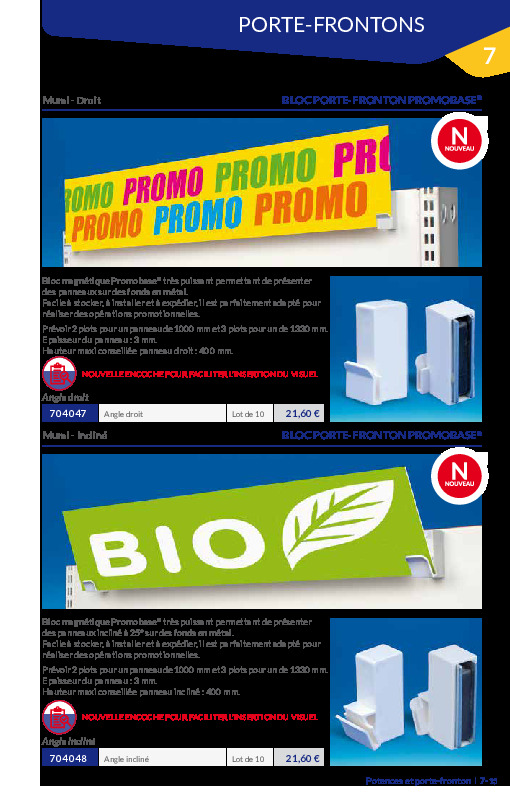 PORTE-FRONTONS
7
Mural - Droit
BLOC PORTE-FRONTON PROMOBASE®
N
NOUVEAU
ROMO PROMO PROMO PRO
PROMO PROMO PROMO
Bloc magnétique Promobase® très puissant permettant de présenter
des panneaux sur des fonds en métal.
Facile à stocker, à installer et à expédier, il est parfaitement adapté pour
réaliser des opérations promotionnelles.
Prévoir 2 plots pour un panneau de 1000 mm et 3 plots pour un de 1330 mm.
Epaisseur du panneau : 3 mm.
Hauteur maxi conseillée panneau droit : 400 mm.
NOUVELLE ENCOCHE POUR FACILITER L'INSERTION DU VISUEL
Angle droit
704047 Angle droit Lot de 10 21,60 €
Mural - Incliné
BLOC PORTE-FRONTON PROMOBASE®
N
NOUVEAU
BIO
Bloc magnétique Promobase® très puissant permettant de présenter
des panneaux incliné à 25° sur des fonds en métal.
Facile à stocker, à installer et à expédier, il est parfaitement adapté pour
réaliser des opérations promotionnelles.
Prévoir 2 plots pour un panneau de 1000 mm et 3 plots pour un de 1330 mm.
Epaisseur du panneau : 3 mm.
Hauteur maxi conseillée panneau incliné : 400 mm.
NOUVELLE ENCOCHE POUR FACILITER L'INSERTION DU VISUEL
Angle incliné
704048 Angle incliné Lot de 10 21,60 €
Potences et porte-fronton | 7-15